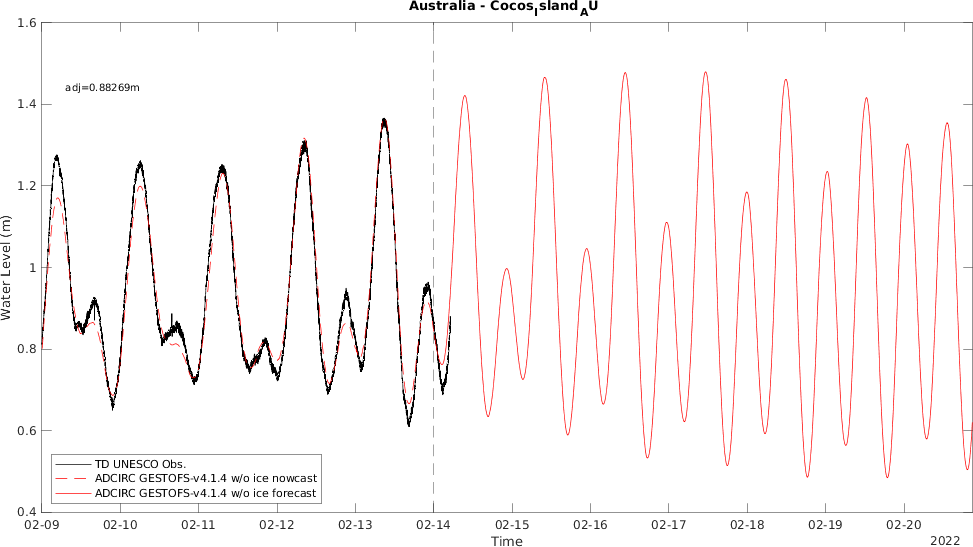 Australia - Cocos_Island_AU
1.6
adj=0.88269m
1.4
1.2
1
0.8
0.6
0.4
Water Level (m)
TD UNESCO Obs.
ADCIRC GESTOFS-v4.1.4 w/o ice nowcast
ADCIRC GESTOFS-v4.1.4 w/o ice forecast
02-09 02-10 02-11 02-12 02-13 02-14 02-15 02-16 02-17 02-18 02-19 02-20
Time
2022